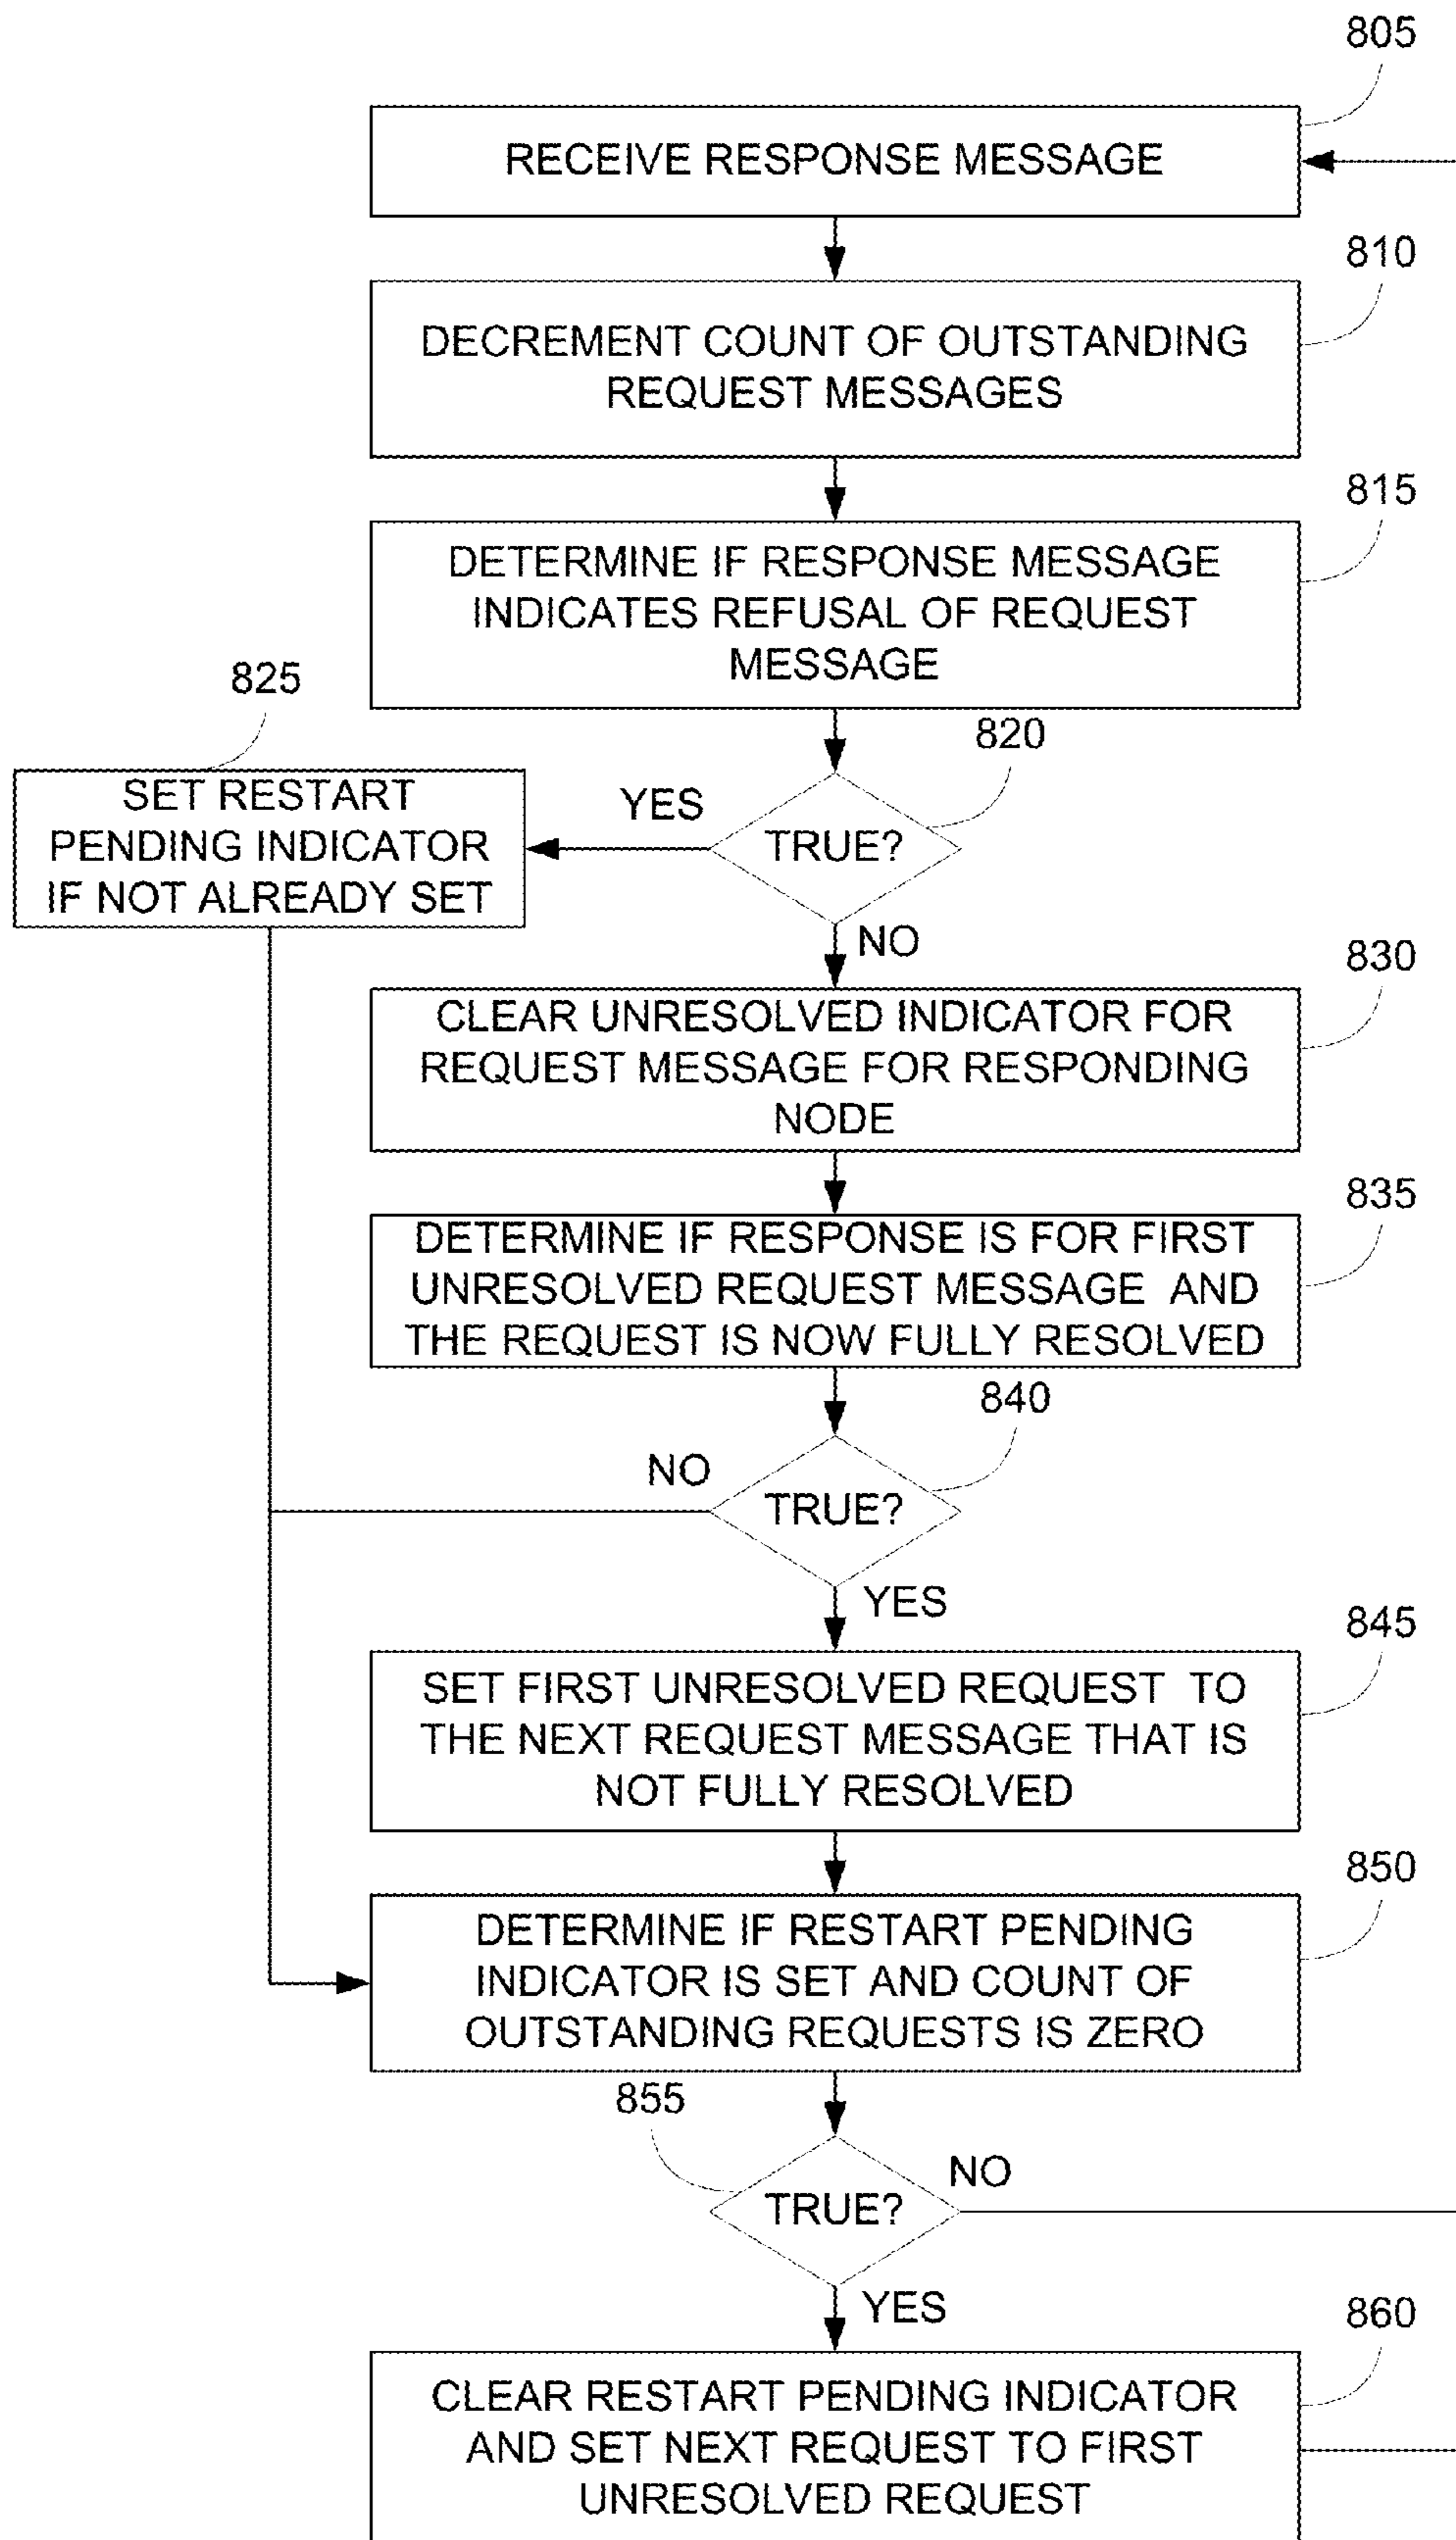 805
RECEIVE RESPONSE MESSAGE
810
DECREMENT COUNT OF OUTSTANDING
REQUEST MESSAGES
815
DETERMINE IF RESPONSE MESSAGE
INDICATES REFUSAL OF REQUEST
MESSAGE
825
820
SET RESTART
PENDING INDICATOR
IF NOT ALREADY SET
YES
TRUE?
NO
830
CLEAR UNRESOLVED INDICATOR FOR
REQUEST MESSAGE FOR RESPONDING
NODE
835
DETERMINE IF RESPONSE IS FOR FIRST
UNRESOLVED REQUEST MESSAGE AND
THE REQUEST IS NOW FULLY RESOLVED
840
NO
TRUE?
YES
845
SET FIRST UNRESOLVED REQUEST TO
THE NEXT REQUEST MESSAGE THAT IS
NOT FULLY RESOLVED
850
DETERMINE IF RESTART PENDING
INDICATOR IS SET AND COUNT OF
OUTSTANDING REQUESTS IS ZERO
855
NO
TRUE?
YES
860
CLEAR RESTART PENDING INDICATOR
AND SET NEXT REQUEST TO FIRST
UNRESOLVED REQUEST